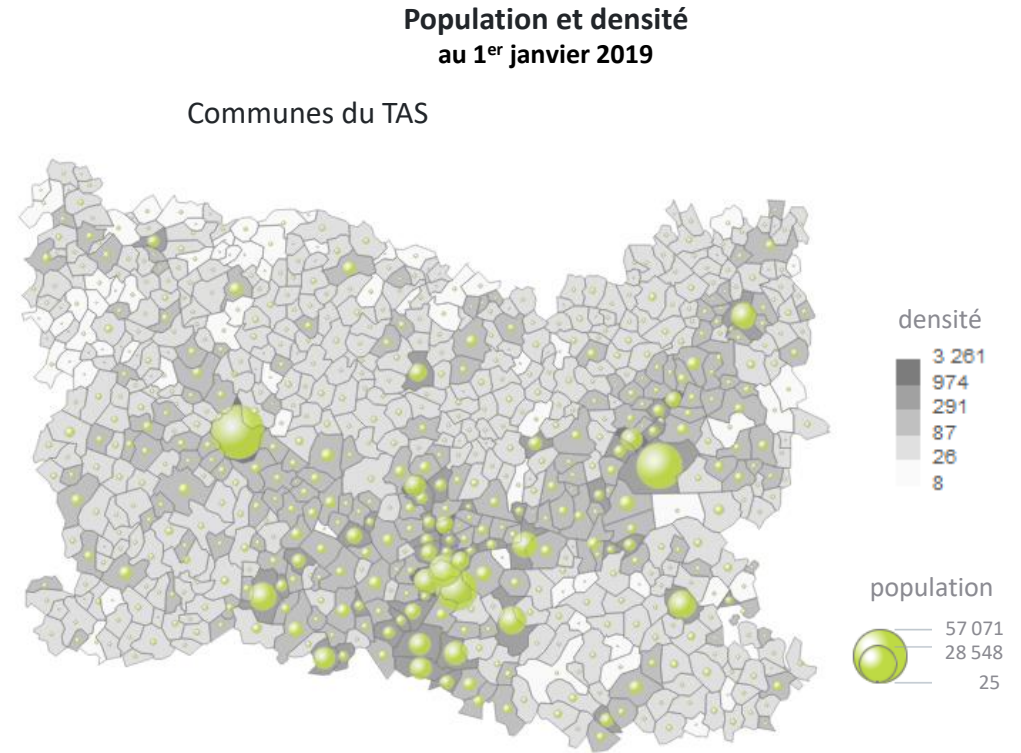 Population et densité
au 1er janvier 2019
Communes du TAS
densité
3 261
974
291
87
26
8
population
57 071
28 548
25